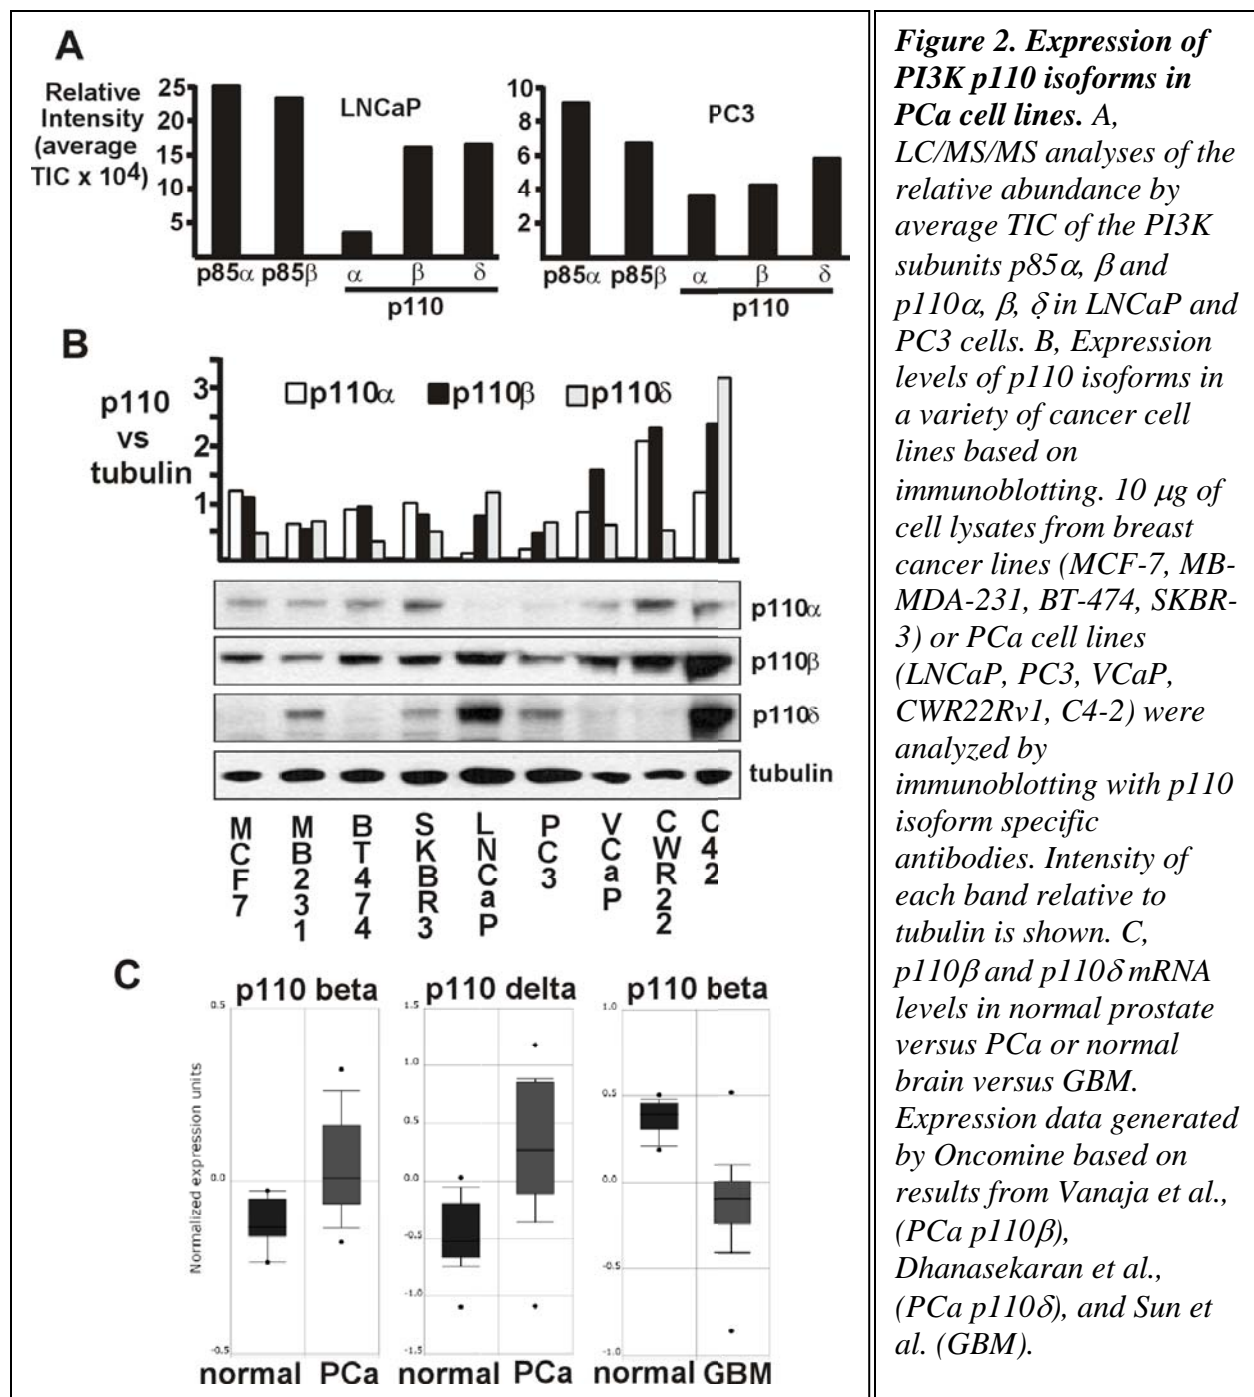 A
Relative
Intensity
(average
TIC x 10⁴)
25
20
15
10
5
LNCaP
p85α p85β α β δ
p110
10
8
6
4
2
PC3
p85α p85β α β δ
p110
B
p110
vs
tubulin
3
2
1
p110α p110β p110δ
p110α
p110β
p110δ
tubulin
MCF7
MB231
BT474
SKBR3
LNCaP
PC3
VCaP
CWR22
C42
C
p110 beta
Normalized expression units
0.5
0.0
-0.5
normal PCa
p110 delta
1.5
1.0
0.5
0.0
-0.5
-1.0
-1.5
normal PCa
p110 beta
1.0
0.5
0.0
-0.5
-1.0
normal GBM
Figure 2. Expression of
PI3K p110 isoforms in
PCa cell lines. A,
LC/MS/MS analyses of the
relative abundance by
average TIC of the PI3K
subunits p85α, β and
p110α, β, δ in LNCaP and
PC3 cells. B, Expression
levels of p110 isoforms in
a variety of cancer cell
lines based on
immunoblotting. 10 μg of
cell lysates from breast
cancer lines (MCF-7, MB-
MDA-231, BT-474, SKBR-
3) or PCa cell lines
(LNCaP, PC3, VCaP,
CWR22Rv1, C4-2) were
analyzed by
immunoblotting with p110
isoform specific
antibodies. Intensity of
each band relative to
tubulin is shown. C,
p110β and p110δ mRNA
levels in normal prostate
versus PCa or normal
brain versus GBM.
Expression data generated
by Oncomine based on
results from Vanaja et al.,
(PCa p110β),
Dhanasekaran et al.,
(PCa p110δ), and Sun et
al. (GBM).